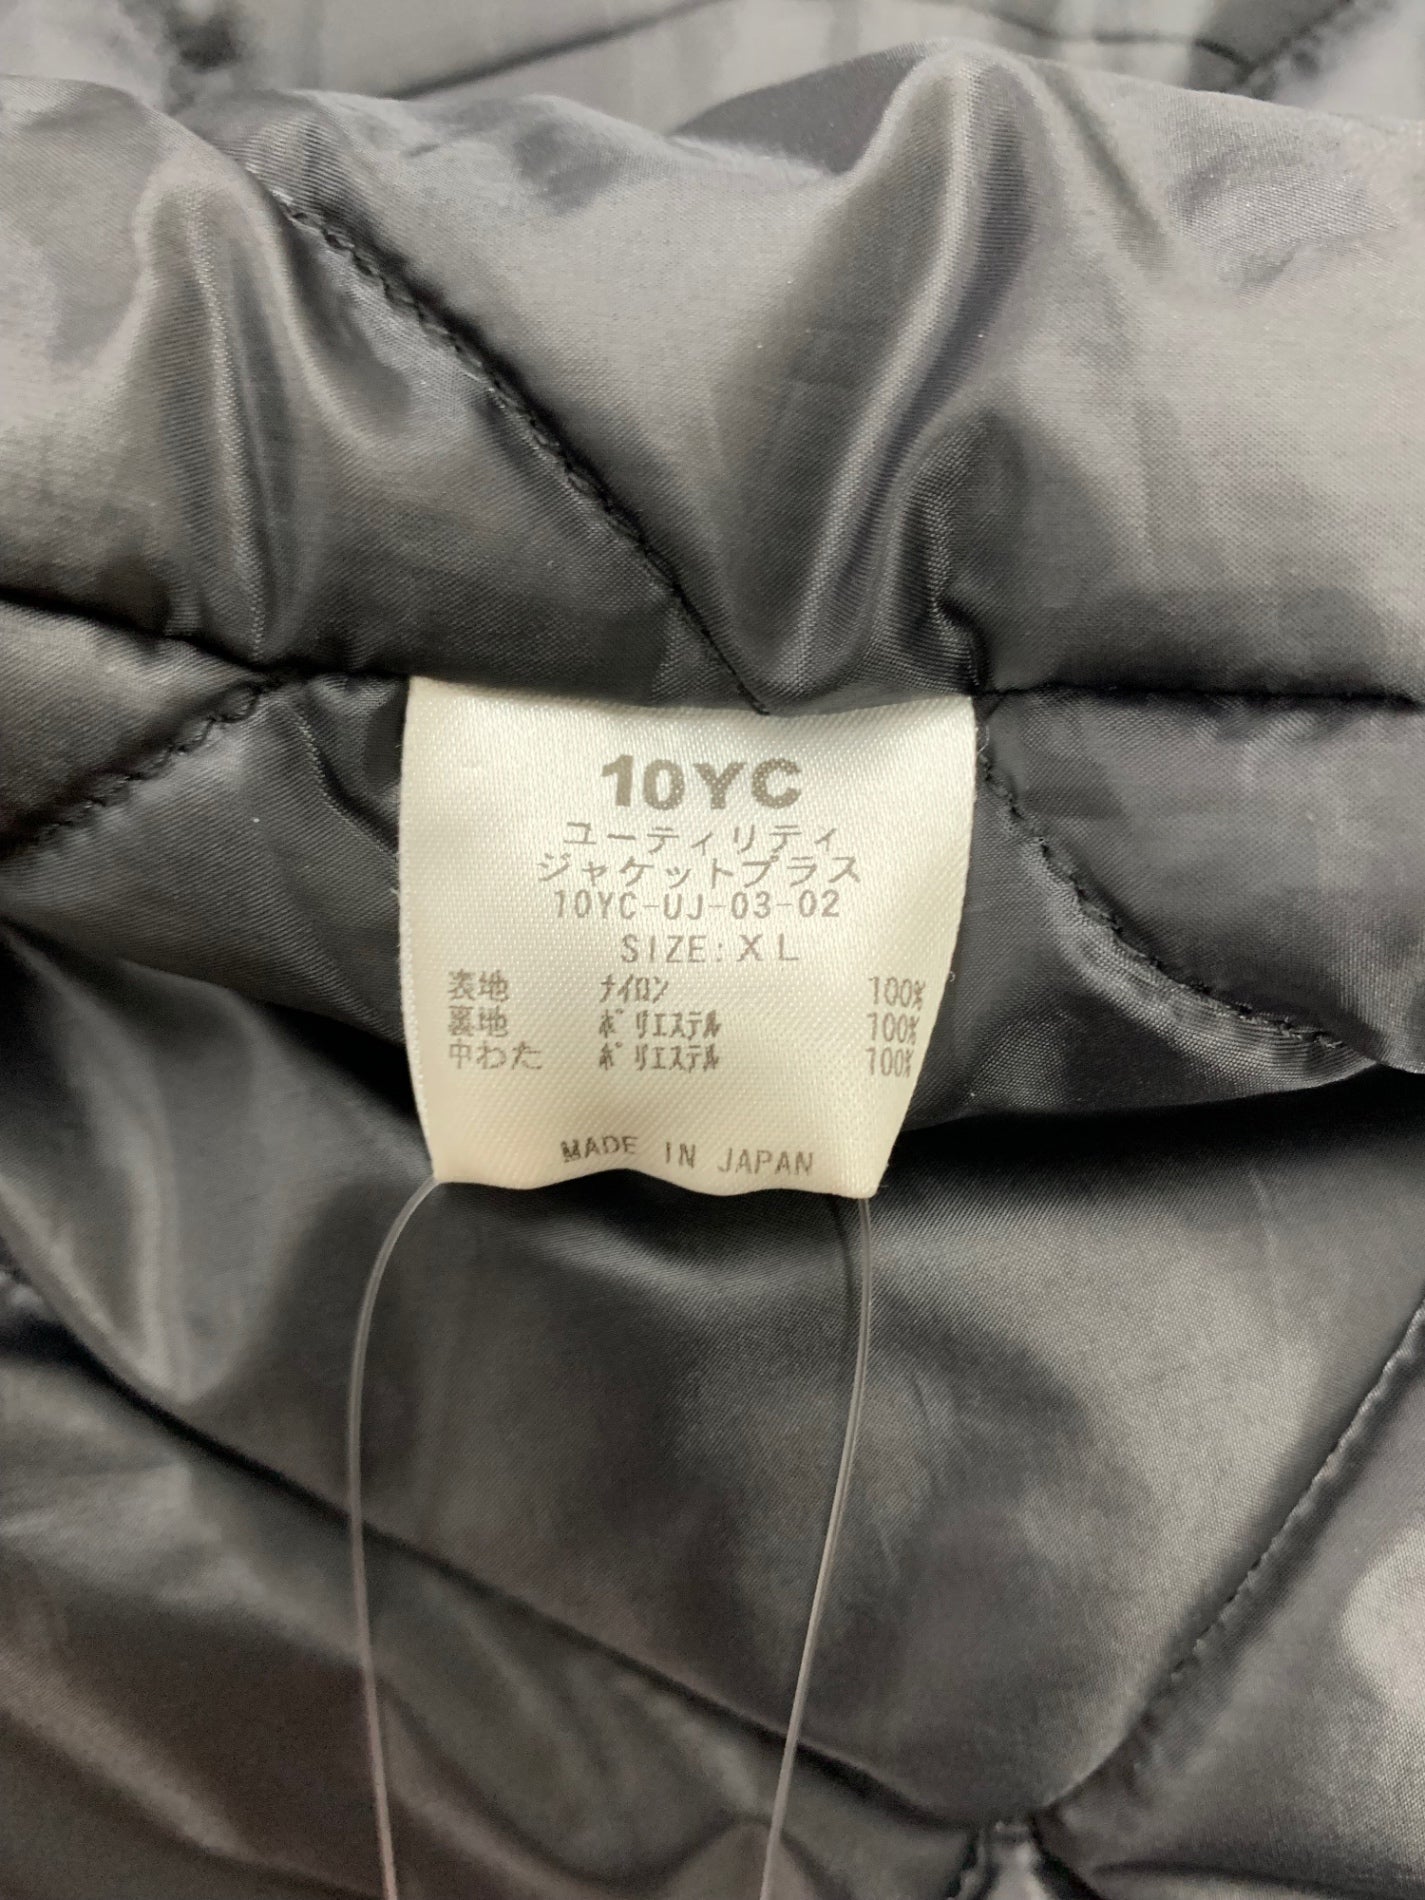 10YC
ユーティリティ
ジャケットプラス
10YC-UJ-03-02
SIZE: XL
表地 ﾅｲﾛﾝ 100%
裏地 ﾎﾟﾘｴｽﾃﾙ 100%
中わた ﾎﾟﾘｴｽﾃﾙ 100%
MADE IN JAPAN